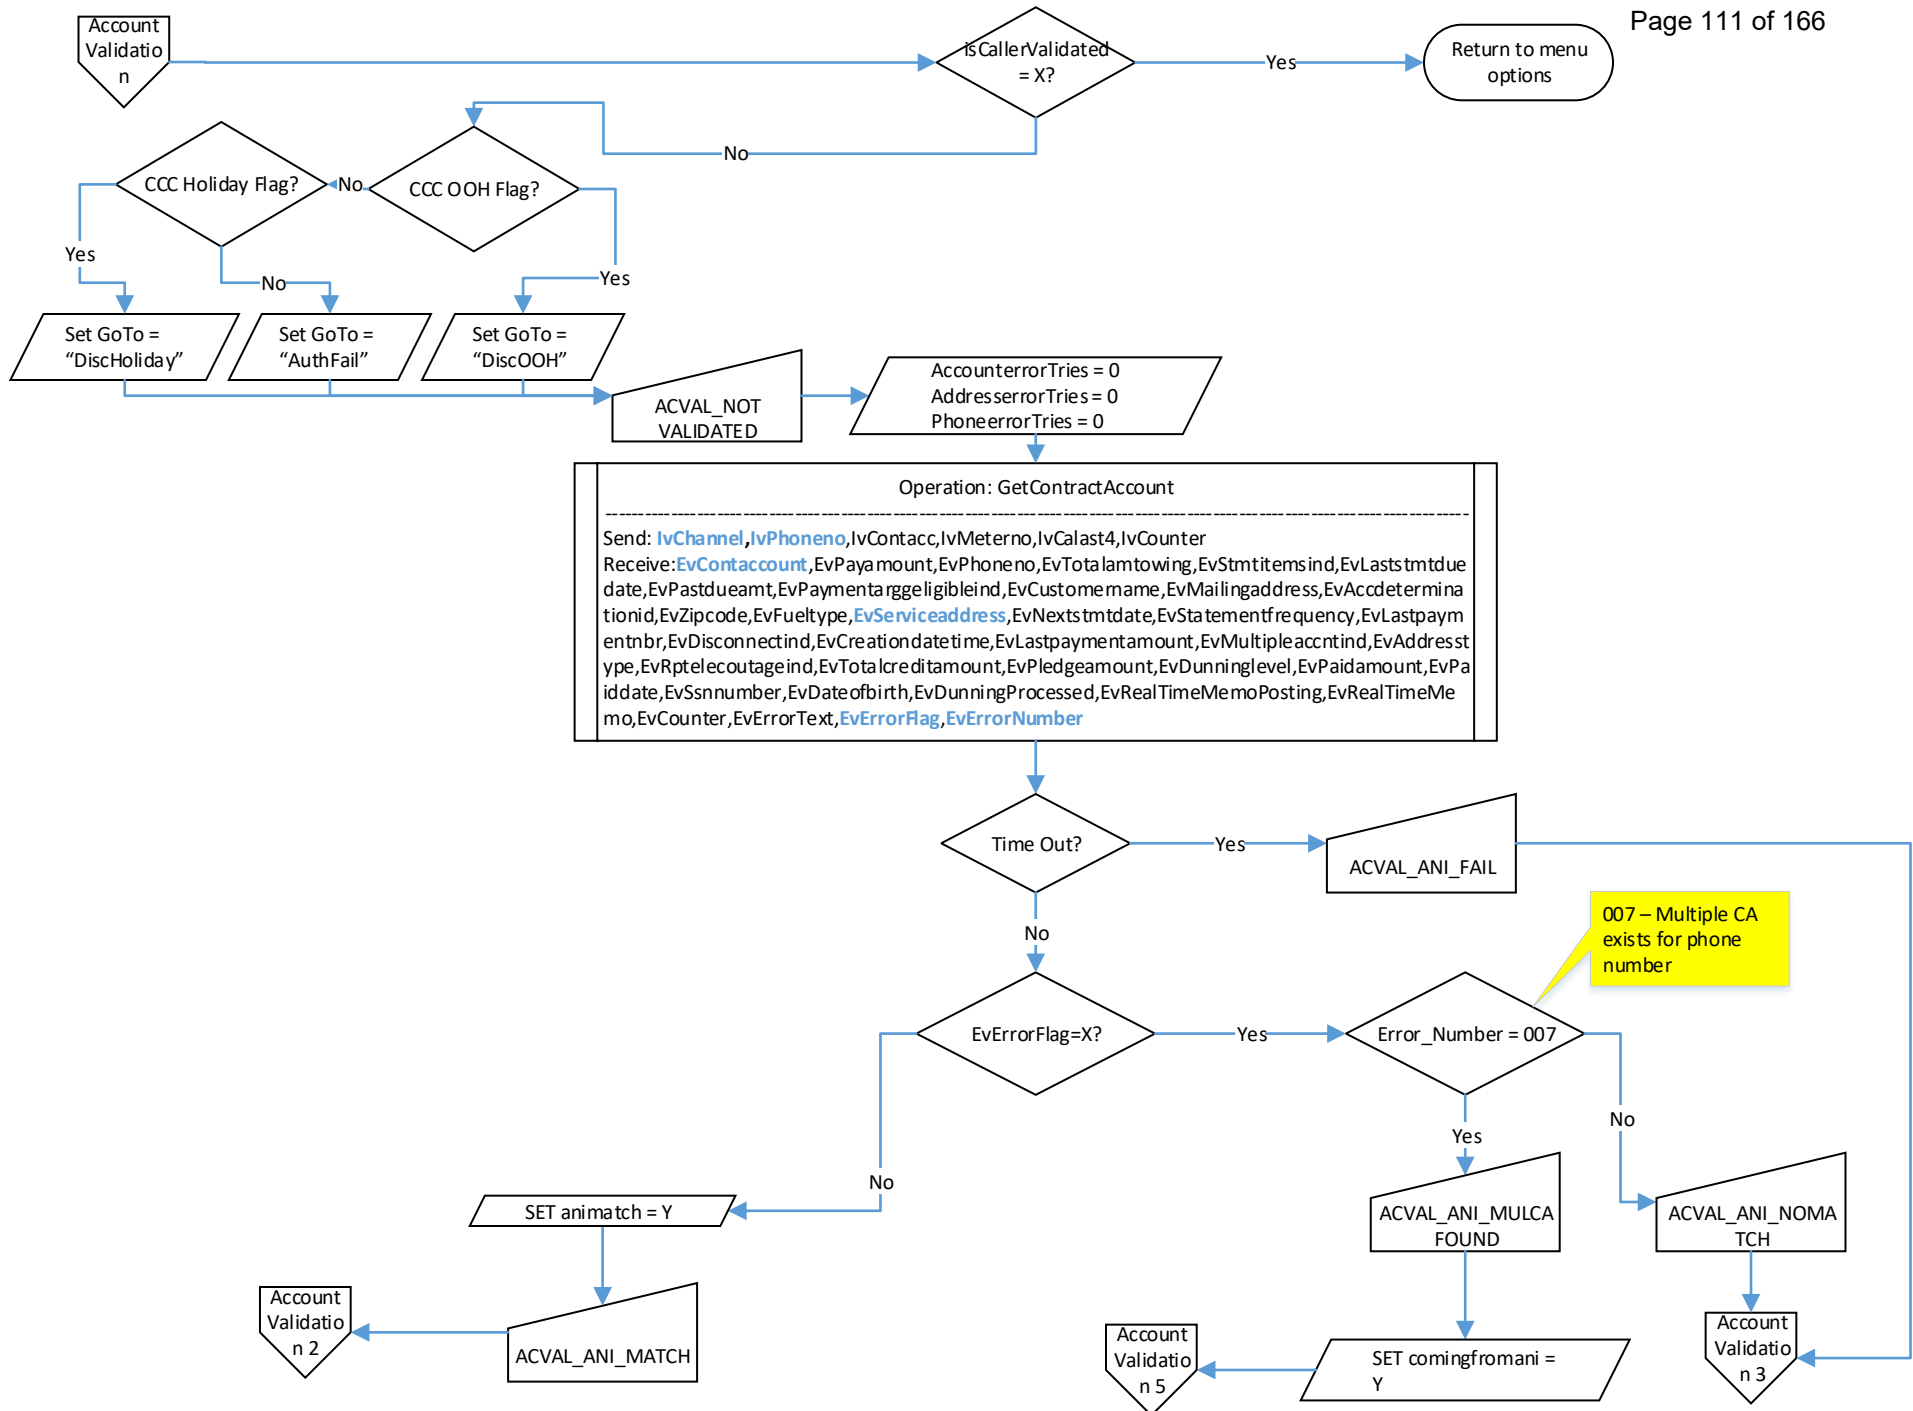 Page 111 of 166
Account
Validatio
n
isCallerValidated
= X?
Yes
Return to menu
options
No
CCC Holiday Flag?
No
CCC OOH Flag?
Yes
No
Yes
Set GoTo =
“DiscHoliday”
Set GoTo =
“AuthFail”
Set GoTo =
“DiscOOH”
ACVAL_NOT
VALIDATED
AccounterrorTries = 0
AddresserrorTries = 0
PhoneerrorTries = 0
Operation: GetContractAccount
Send: IvChannel,IvPhoneno,IvContacc,IvMeterno,IvCalast4,IvCounter
Receive:EvContaccount,EvPayamount,EvPhoneno,EvTotalamtowing,EvStmtitemsind,EvLaststmtdue
date,EvPastdueamt,EvPaymentarggeligibleind,EvCustomername,EvMailingaddress,EvAccdetermina
tionid,EvZipcode,EvFueltype,EvServiceaddress,EvNextstmtdate,EvStatementfrequency,EvLastpaym
entnbr,EvDisconnectind,EvCreationdatetime,EvLastpaymentamount,EvMultipleaccntind,EvAddresst
ype,EvRptelecoutageind,EvTotalcreditamount,EvPledgeamount,EvDunninglevel,EvPaidamount,EvPa
iddate,EvSsnnumber,EvDateofbirth,EvDunningProcessed,EvRealTimeMemoPosting,EvRealTimeMe
mo,EvCounter,EvErrorText,EvErrorFlag,EvErrorNumber
Time Out?
Yes
ACVAL_ANI_FAIL
No
007 – Multiple CA
exists for phone
number
EvErrorFlag=X?
Yes
Error_Number = 007
No
Yes
No
SET animatch = Y
ACVAL_ANI_MULCA
FOUND
ACVAL_ANI_NOMA
TCH
Account
Validatio
n 2
ACVAL_ANI_MATCH
Account
Validatio
n 5
SET comingfromani =
Y
Account
Validatio
n 3